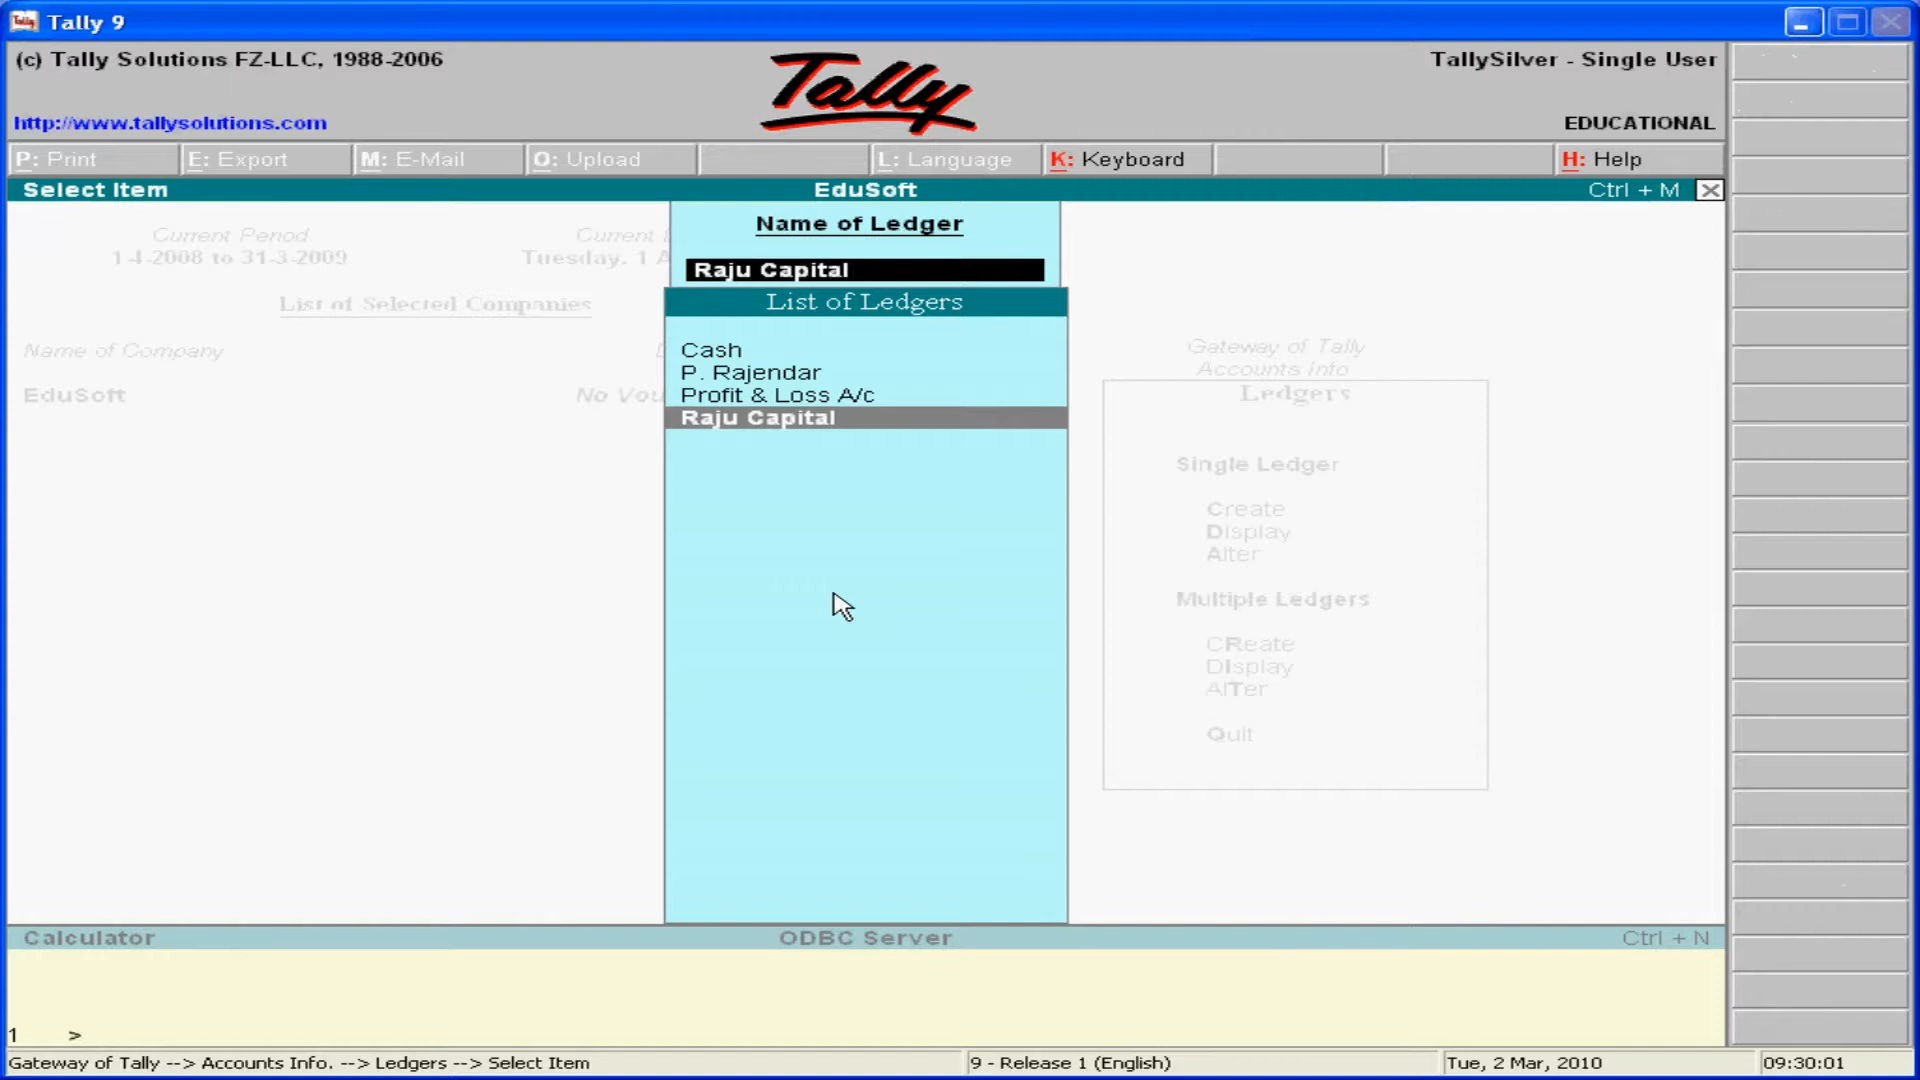 Tally 9
(c) Tally Solutions FZ-LLC, 1988-2006
Tally
TallySilver - Single User
http://www.tallysolutions.com
EDUCATIONAL
P: Print E: Export M: E-Mail O: Upload L: Language K: Keyboard H: Help
Select Item EduSoft Ctrl + M
Current Period
1-4-2008 to 31-3-2009
Current
Tuesday, 1 A
List of Selected Companies
Name of Company
EduSoft
No Vou
Name of Ledger
Raju Capital
List of Ledgers
Cash
P. Rajendar
Profit & Loss A/c
Raju Capital
Gateway of Tally
Accounts Info
Ledgers
Single Ledger
Create
Display
Alter
Multiple Ledgers
CReate
DIsplay
AlTer
Quit
Calculator ODBC Server Ctrl + N
1 >
Gateway of Tally --> Accounts Info. --> Ledgers --> Select Item
9 - Release 1 (English)
Tue, 2 Mar, 2010
09:30:01